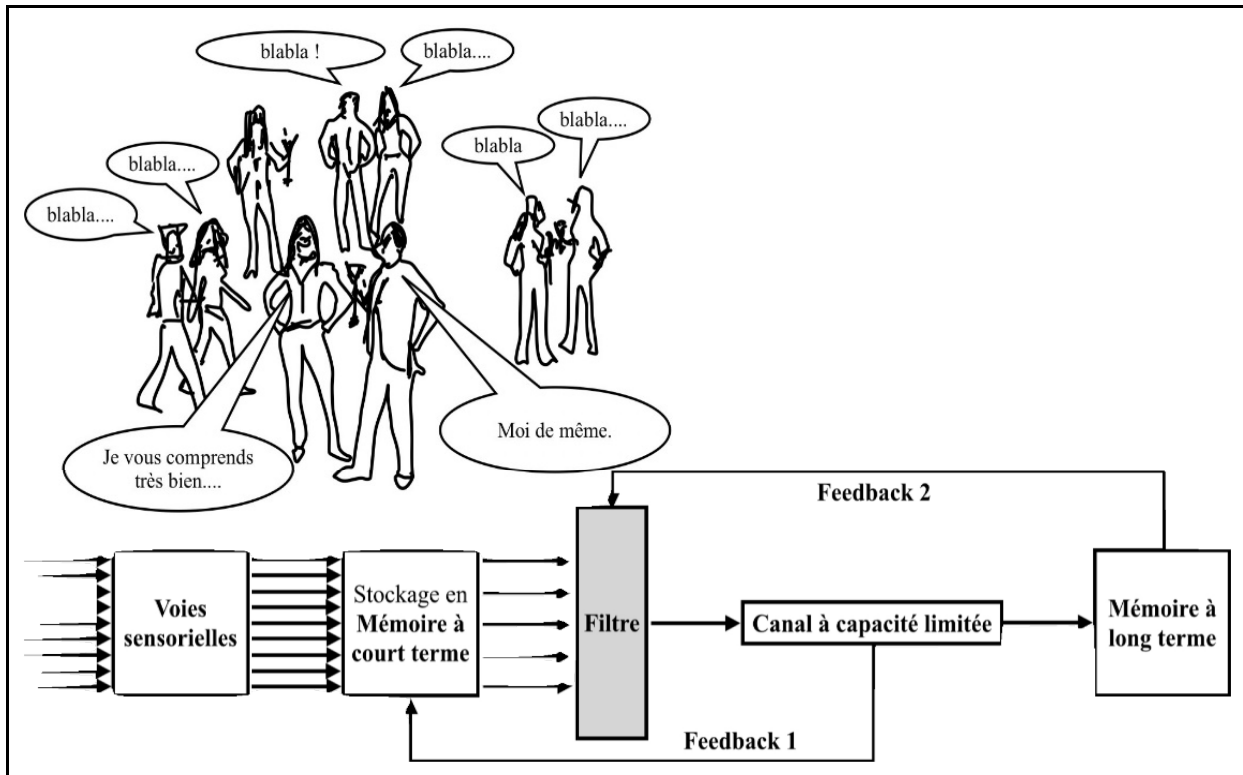 blabla !
blabla....
blabla....
blabla
blabla....
blabla....
Je vous comprends
très bien....
Moi de même.
Feedback 2
Voies
sensorielles
Stockage en
Mémoire à
court terme
Filtre
Canal à capacité limitée
Mémoire à
long terme
Feedback 1